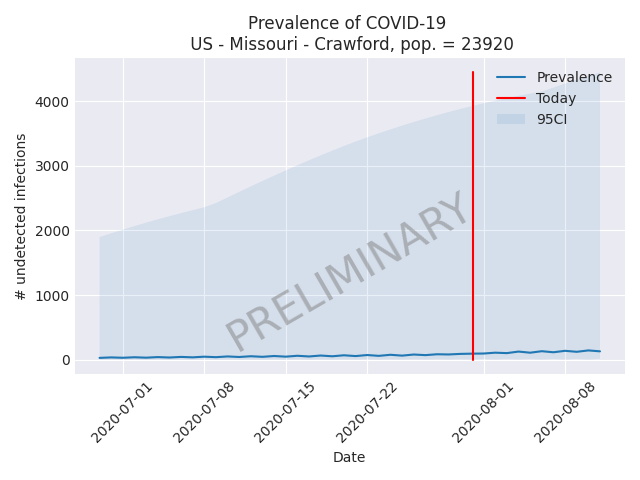 Prevalence of COVID-19
US - Missouri - Crawford, pop. = 23920
Prevalence
Today
95CI
4000
3000
2000
1000
0
# undetected infections
PRELIMINARY
2020-07-01
2020-07-08
2020-07-15
2020-07-22
2020-08-01
2020-08-08
Date